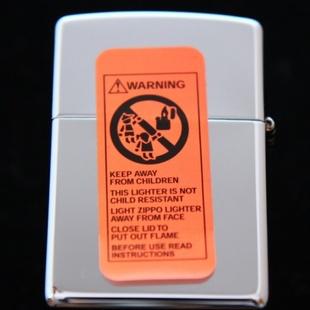 ⚠WARNING
KEEP AWAY
FROM CHILDREN
THIS LIGHTER IS NOT
CHILD RESISTANT
LIGHT ZIPPO LIGHTER
AWAY FROM FACE
CLOSE LID TO
PUT OUT FLAME
BEFORE USE READ
INSTRUCTIONS